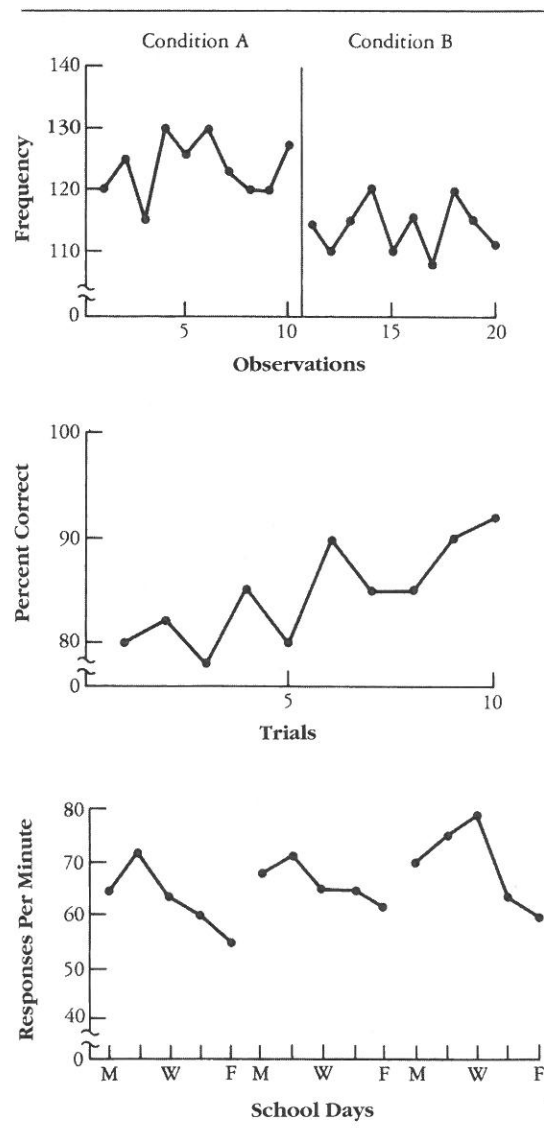 Condition A Condition B
140
130
120
110
0
5 10 15 20
Observations
Frequency
100
90
80
0
5 10
Trials
Percent Correct
80
70
60
50
40
0
M W F M W F M W F
School Days
Responses Per Minute